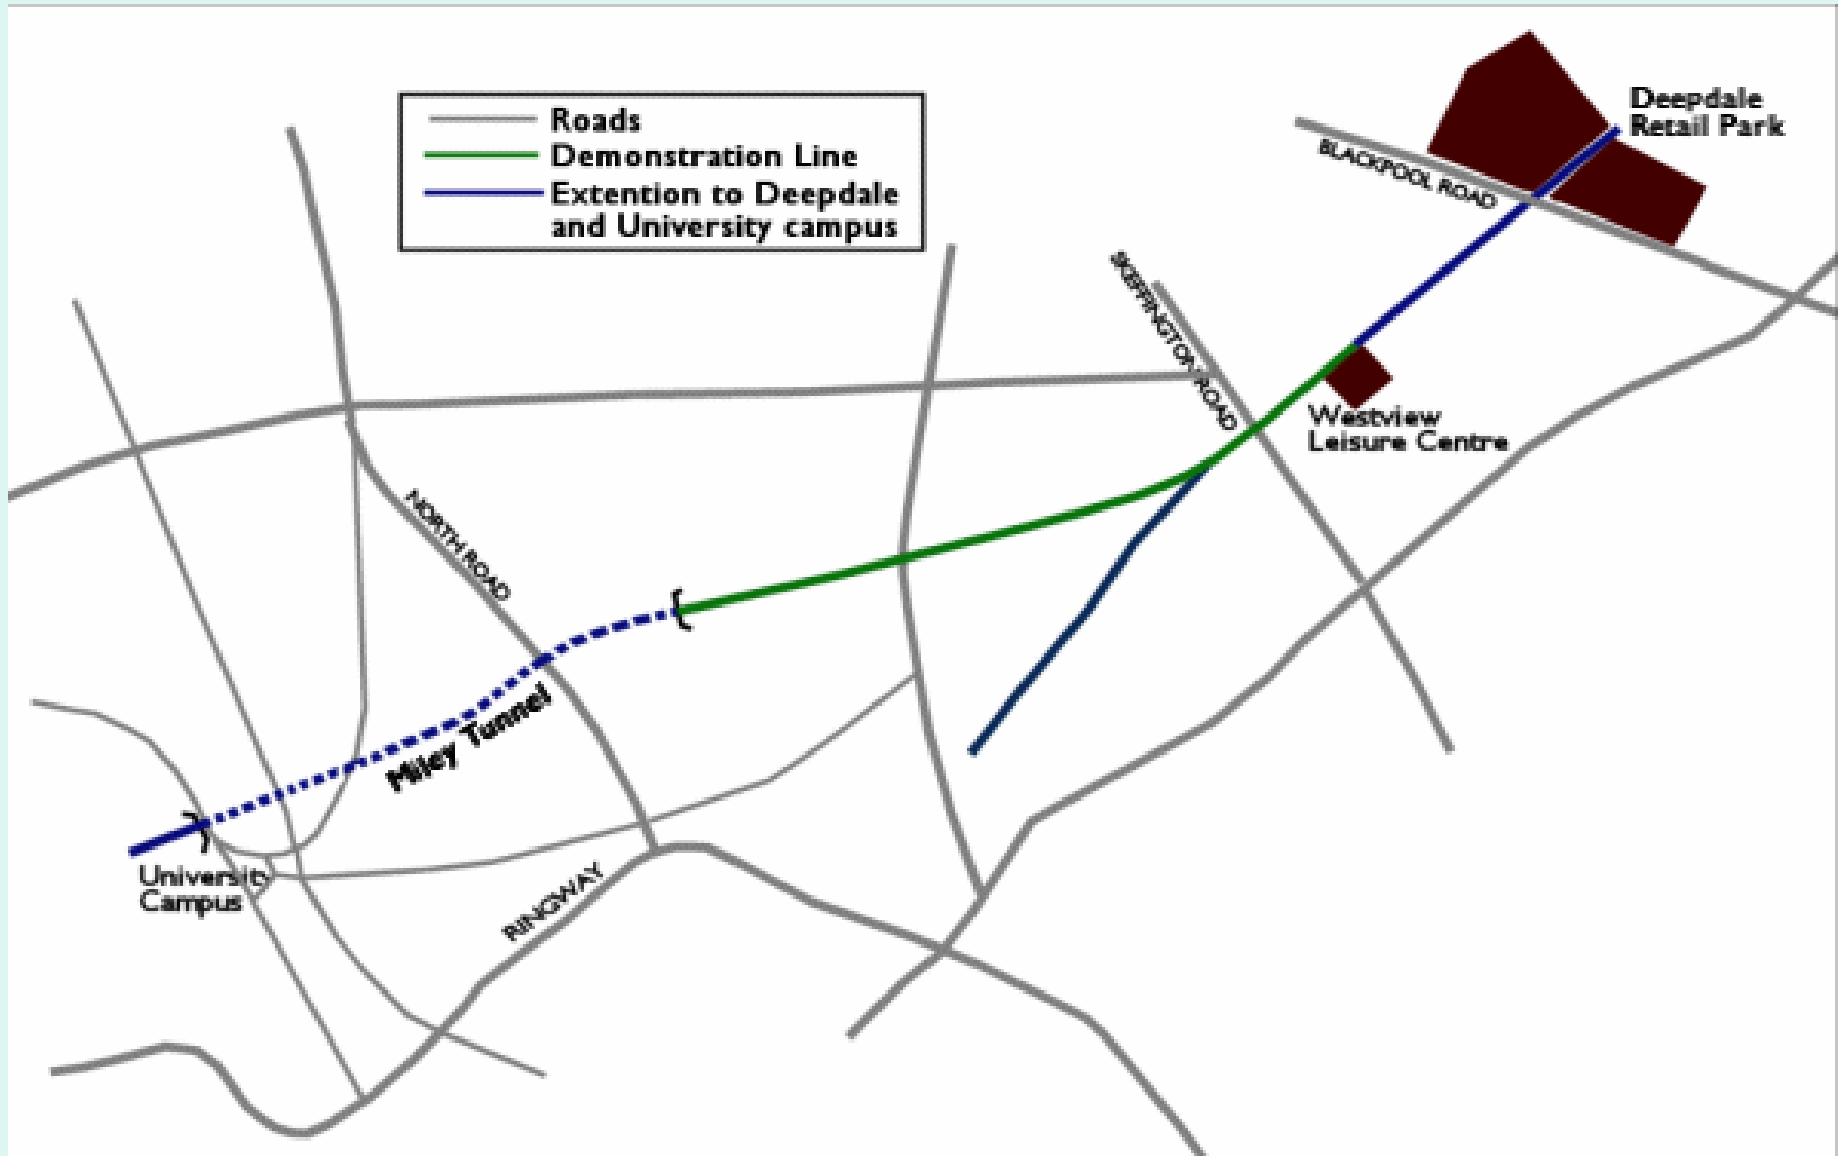 Roads
Demonstration Line
Extention to Deepdale
and University campus
Deepdale
Retail Park
BLACKPOOL ROAD
SKEFFINGTON ROAD
Westview
Leisure Centre
NORTH ROAD
Miley Tunnel
University
Campus
RINGWAY